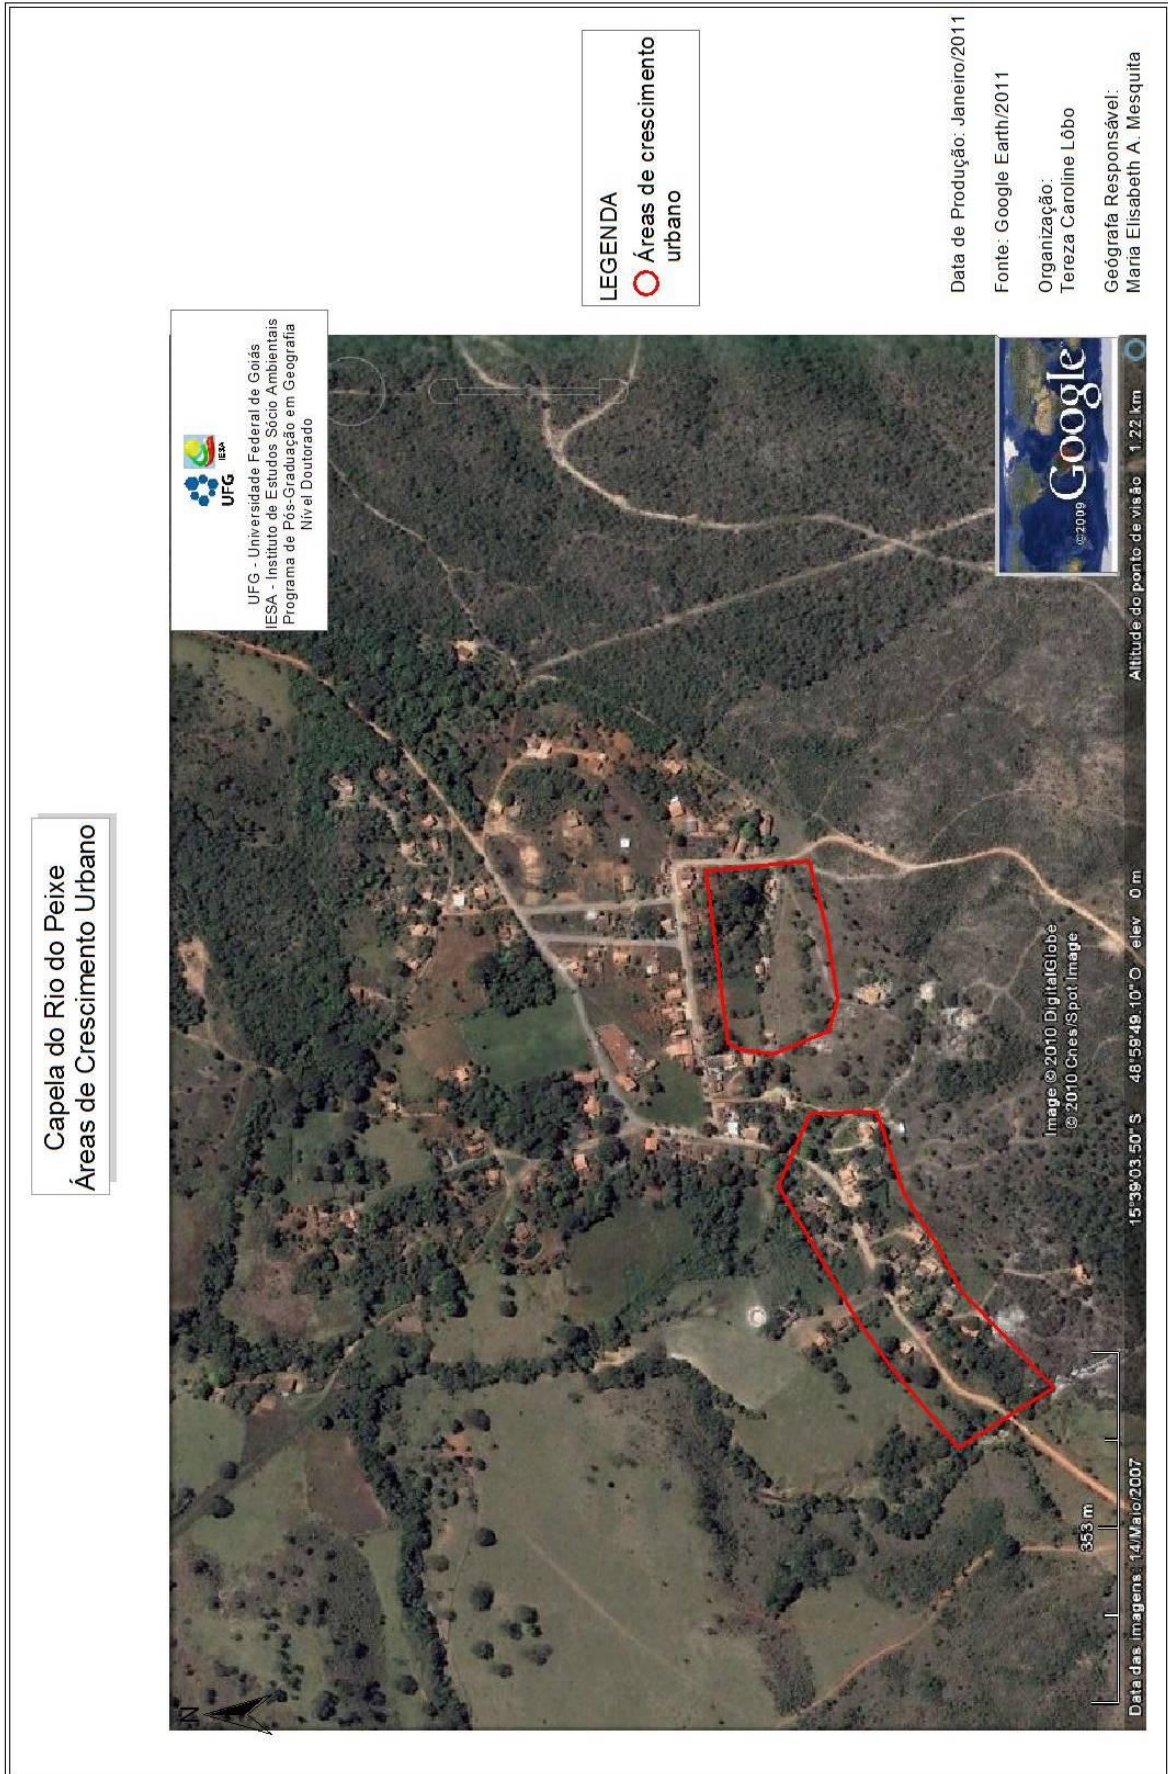 Capela do Rio do Peixe
Áreas de Crescimento Urbano
N
UFG
IESA
UFG - Universidade Federal de Goiás
IESA - Instituto de Estudos Sócio Ambientais
Programa de Pós-Graduação em Geografia
Nível Doutorado
LEGENDA
Áreas de crescimento
urbano
Data de Produção: Janeiro/2011
Fonte: Google Earth/2011
Organização:
Tereza Caroline Lôbo
Geógrafa Responsável:
Maria Elisabeth A. Mesquita
Image © 2010 DigitalGlobe
© 2010 Cnes/Spot Image
©2009 Google
353 m
Data das imagens: 14/Maio/2007 15°39'03.50" S 48°59'49.10" O elev 0 m Altitude do ponto de visão 1.22 km